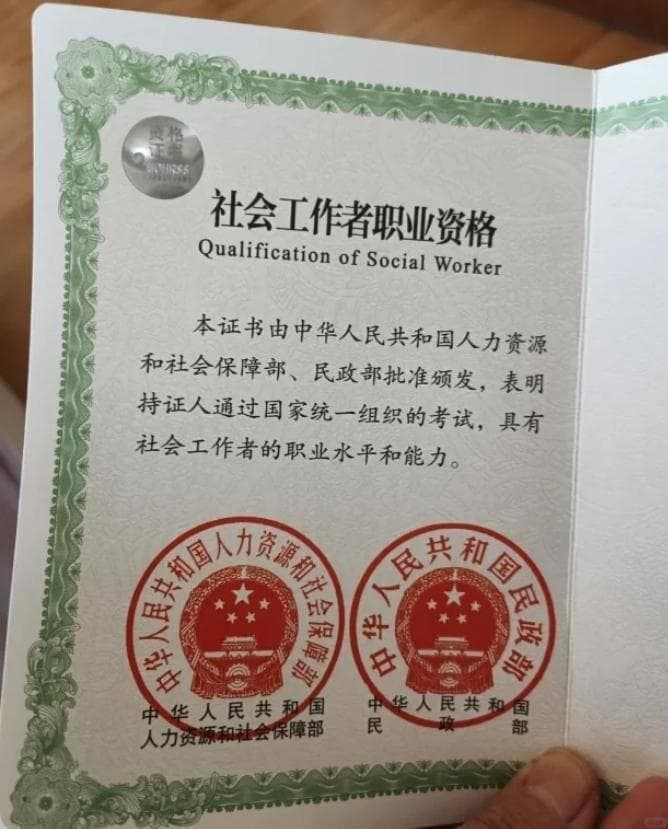 资格
证书
MOHRSS
社会工作者职业资格
Qualification of Social Worker
本证书由中华人民共和国人力资源
和社会保障部、民政部批准颁发，表明
持证人通过国家统一组织的考试，具有
社会工作者的职业水平和能力。
中华人民共和国人力资源和社会保障部
中华人民共和国民政部
中华人民共和国
人力资源和社会保障部
中华人民共和国
民政部